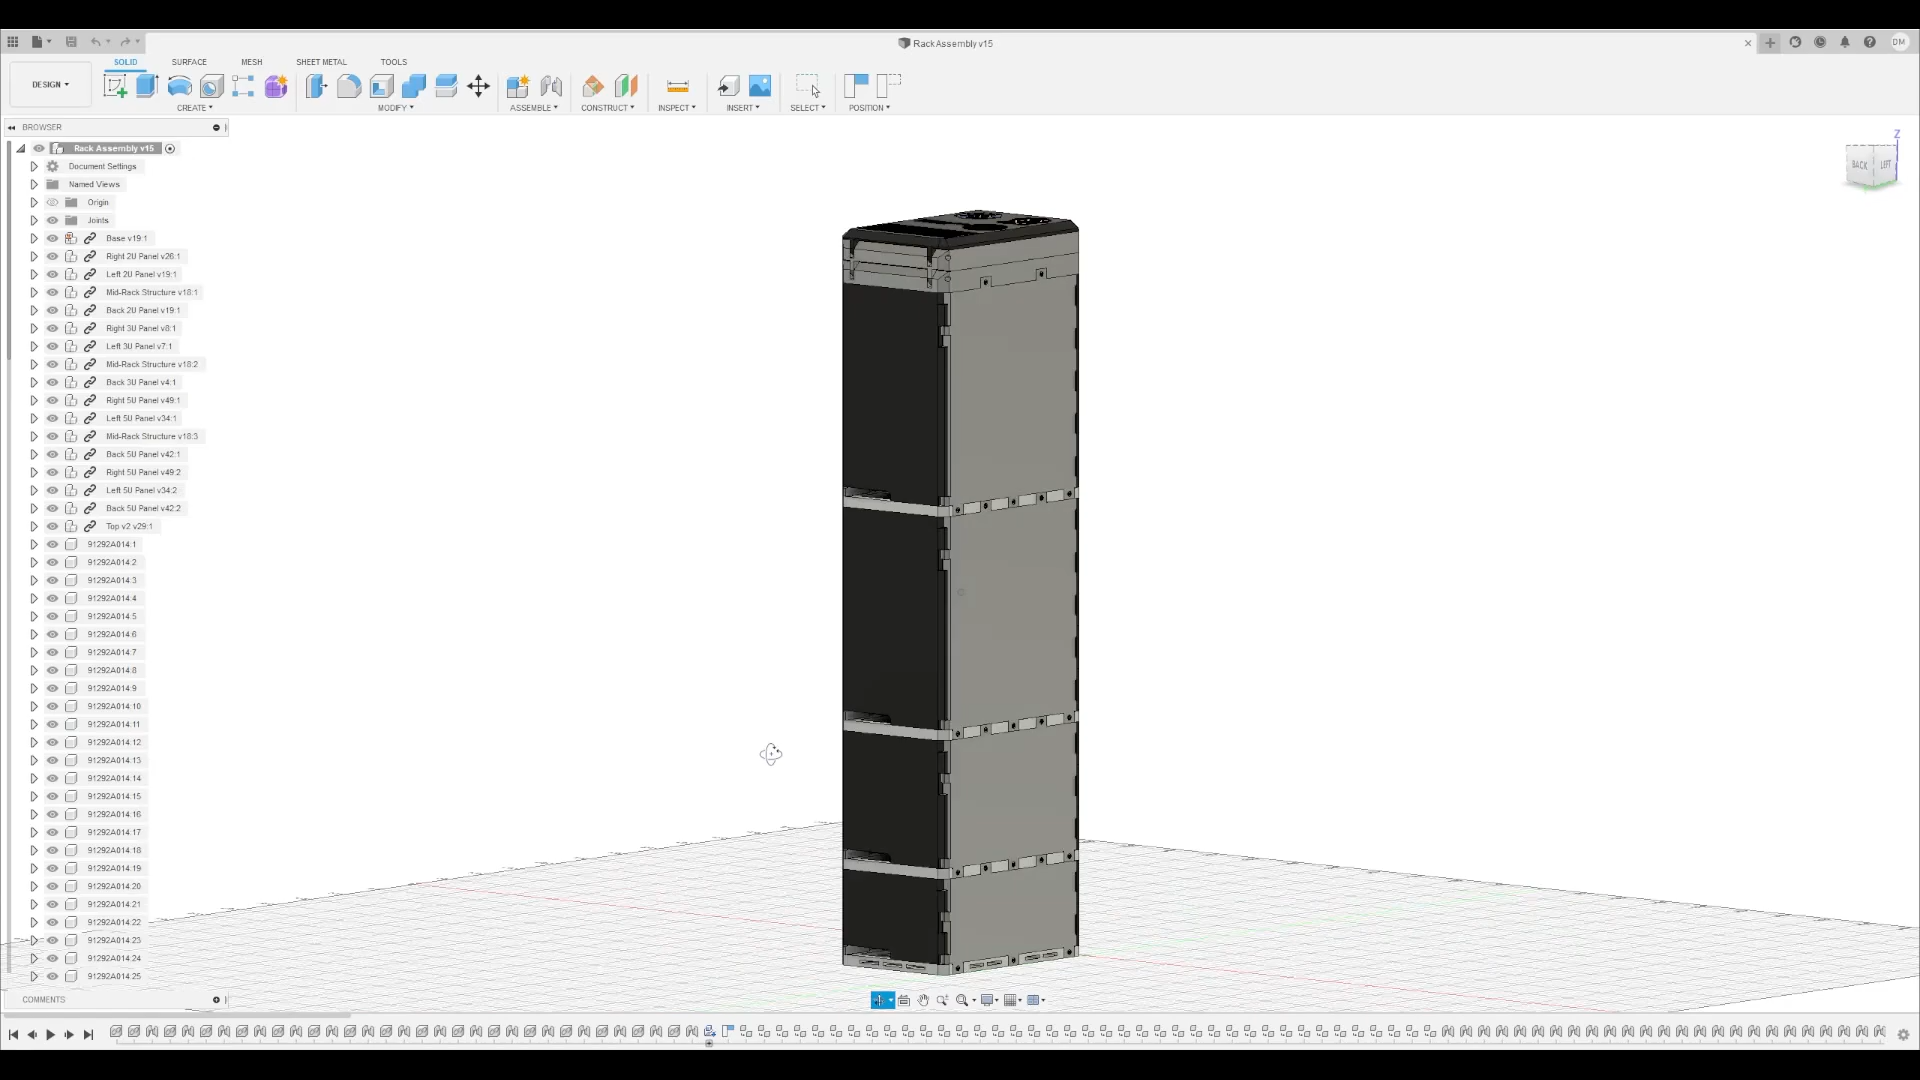 Rack Assembly v15
DM
DESIGN
SOLID
SURFACE
MESH
SHEET METAL
TOOLS
CREATE
MODIFY
ASSEMBLE
CONSTRUCT
INSPECT
INSERT
SELECT
POSITION
BROWSER
Rack Assembly v15
Document Settings
Named Views
Origin
Joints
Base v19:1
Right 2U Panel v26:1
Left 2U Panel v19:1
Mid-Rack Structure v18:1
Back 2U Panel v19:1
Right 3U Panel v8:1
Left 3U Panel v7:1
Mid-Rack Structure v18:2
Back 3U Panel v4:1
Right 5U Panel v49:1
Left 5U Panel v34:1
Mid-Rack Structure v18:3
Back 5U Panel v42:1
Right 5U Panel v49:2
Left 5U Panel v34:2
Back 5U Panel v42:2
Top v2 v29:1
91292A014:1
91292A014:2
91292A014:3
91292A014:4
91292A014:5
91292A014:6
91292A014:7
91292A014:8
91292A014:9
91292A014:10
91292A014:11
91292A014:12
91292A014:13
91292A014:14
91292A014:15
91292A014:16
91292A014:17
91292A014:18
91292A014:19
91292A014:20
91292A014:21
91292A014:22
91292A014:23
91292A014:24
91292A014:25
COMMENTS
Z
BACK
LEFT